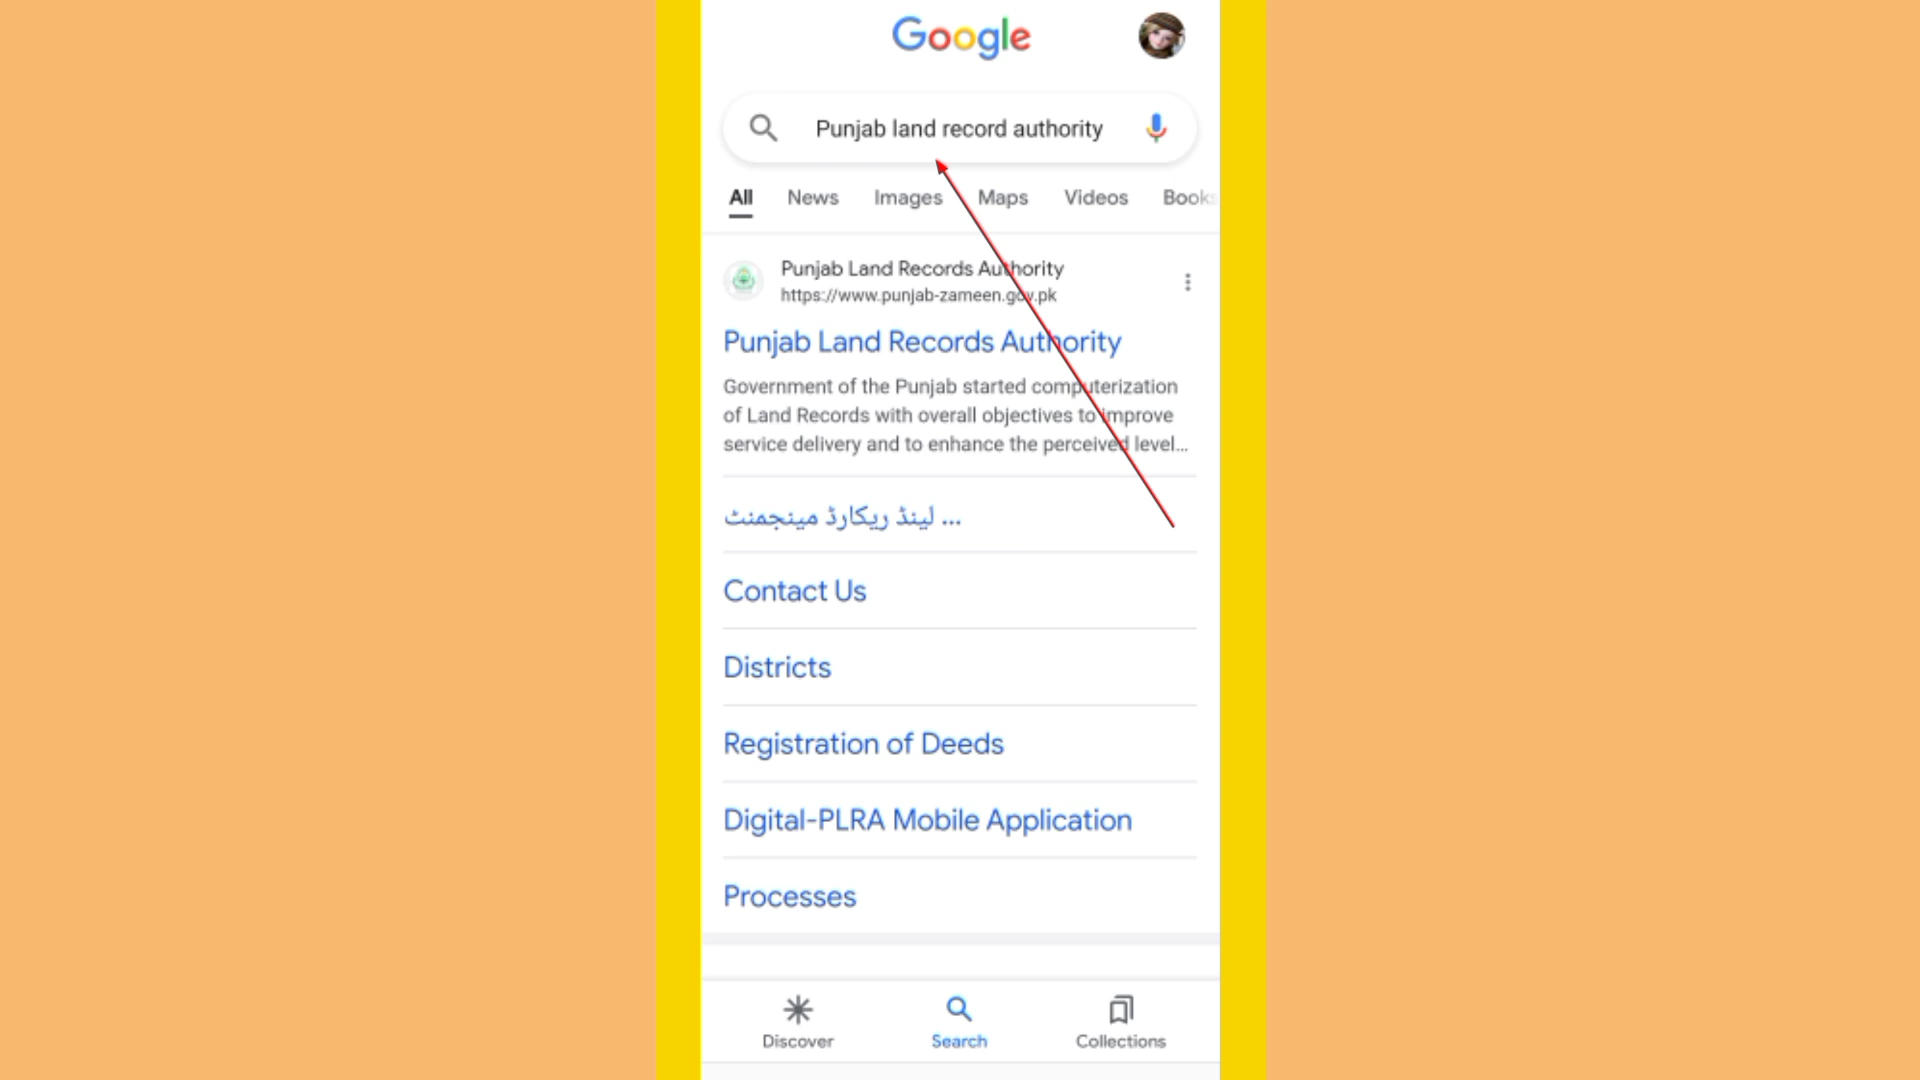 Google
Punjab land record authority
All News Images Maps Videos Books
Punjab Land Records Authority
https://www.punjab-zameen.gov.pk
Punjab Land Records Authority
Government of the Punjab started computerization
of Land Records with overall objectives to improve
service delivery and to enhance the perceived level...
لینڈ ریکارڈ مینجمنٹ ...
Contact Us
Districts
Registration of Deeds
Digital-PLRA Mobile Application
Processes
Discover Search Collections